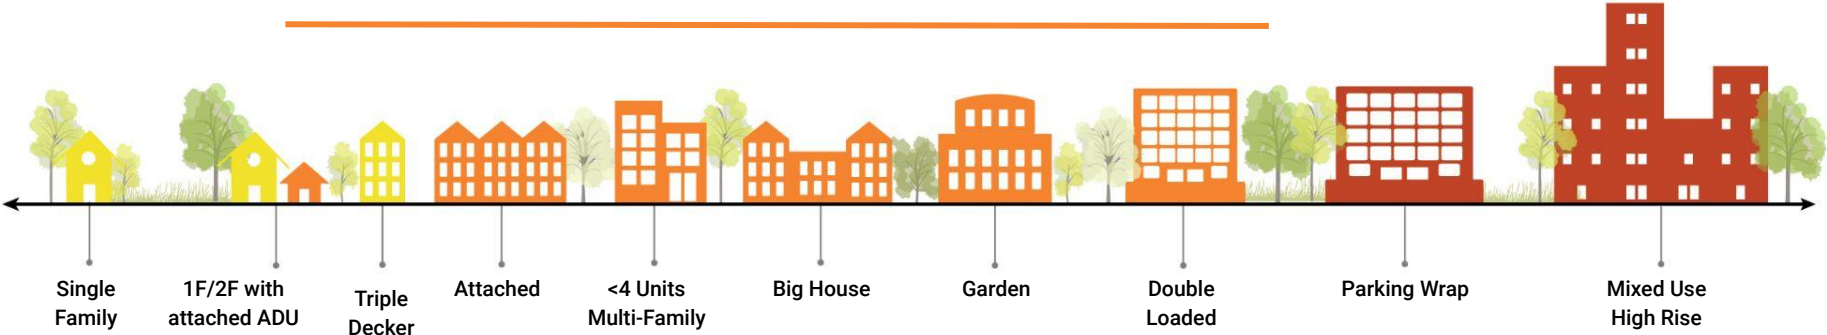 Single
Family
1F/2F with
attached ADU
Triple
Decker
Attached
<4 Units
Multi-Family
Big House
Garden
Double
Loaded
Parking Wrap
Mixed Use
High Rise